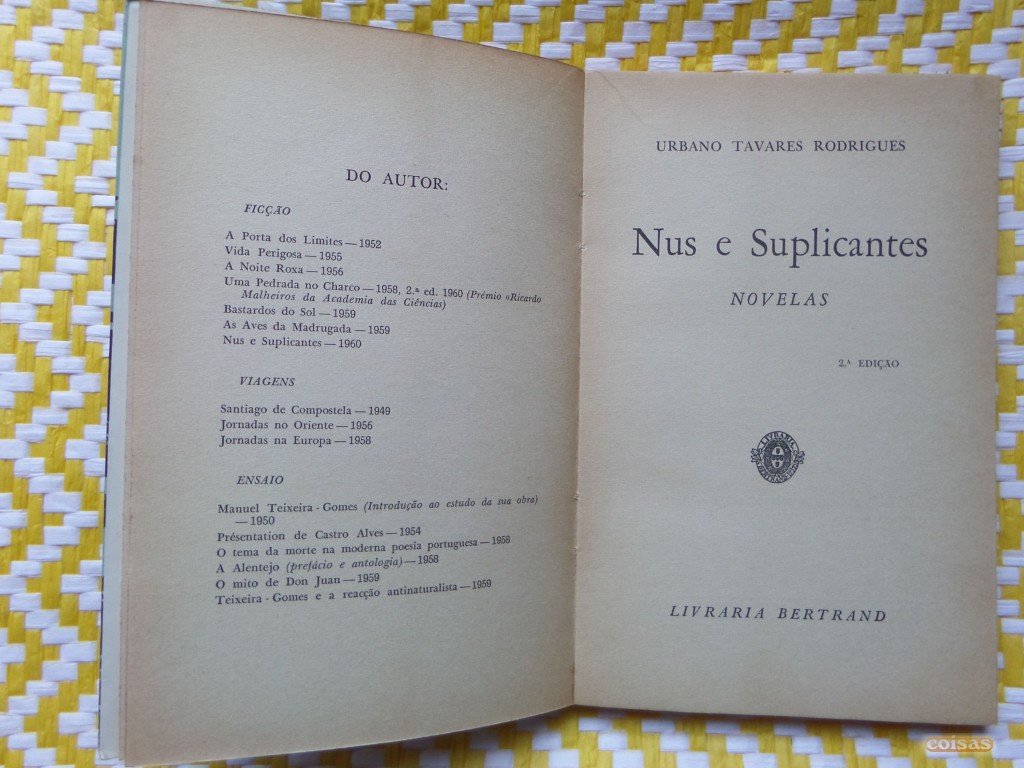 DO AUTOR:
FICÇÃO
A Porta dos Limites — 1952
Vida Perigosa — 1955
A Noite Roxa — 1956
Uma Pedrada no Charco — 1958, 2.ª ed. 1960 (Prémio «Ricardo
Malheiros da Academia das Ciências)
Bastardos do Sol — 1959
As Aves da Madrugada — 1959
Nus e Suplicantes — 1960
VIAGENS
Santiago de Compostela — 1949
Jornadas no Oriente — 1956
Jornadas na Europa — 1958
ENSAIO
Manuel Teixeira - Gomes (Introdução ao estudo da sua obra)
— 1950
Présentation de Castro Alves — 1954
O tema da morte na moderna poesia portuguesa — 1958
A Alentejo (prefácio e antologia) — 1958
O mito de Don Juan — 1959
Teixeira - Gomes e a reacção antinaturalista — 1959
URBANO TAVARES RODRIGUES
Nus e Suplicantes
NOVELAS
2.ª EDIÇÃO
LIVRARIA BERTRAND
coisas